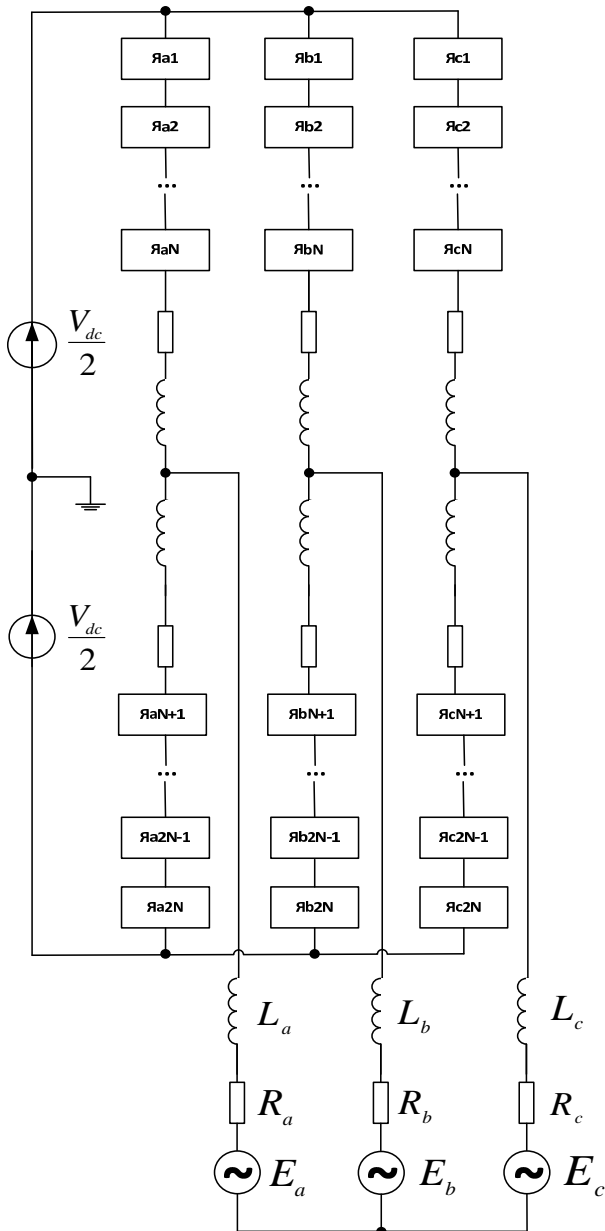 Яa1 Яb1 Яc1
Яa2 Яb2 Яc2
... ... ...
ЯaN ЯbN ЯcN
V_dc
2
V_dc
2
ЯaN+1 ЯbN+1 ЯcN+1
... ... ...
Яa2N-1 Яb2N-1 Яc2N-1
Яa2N Яb2N Яc2N
L_a L_b L_c
R_a R_b R_c
~ E_a ~ E_b ~ E_c